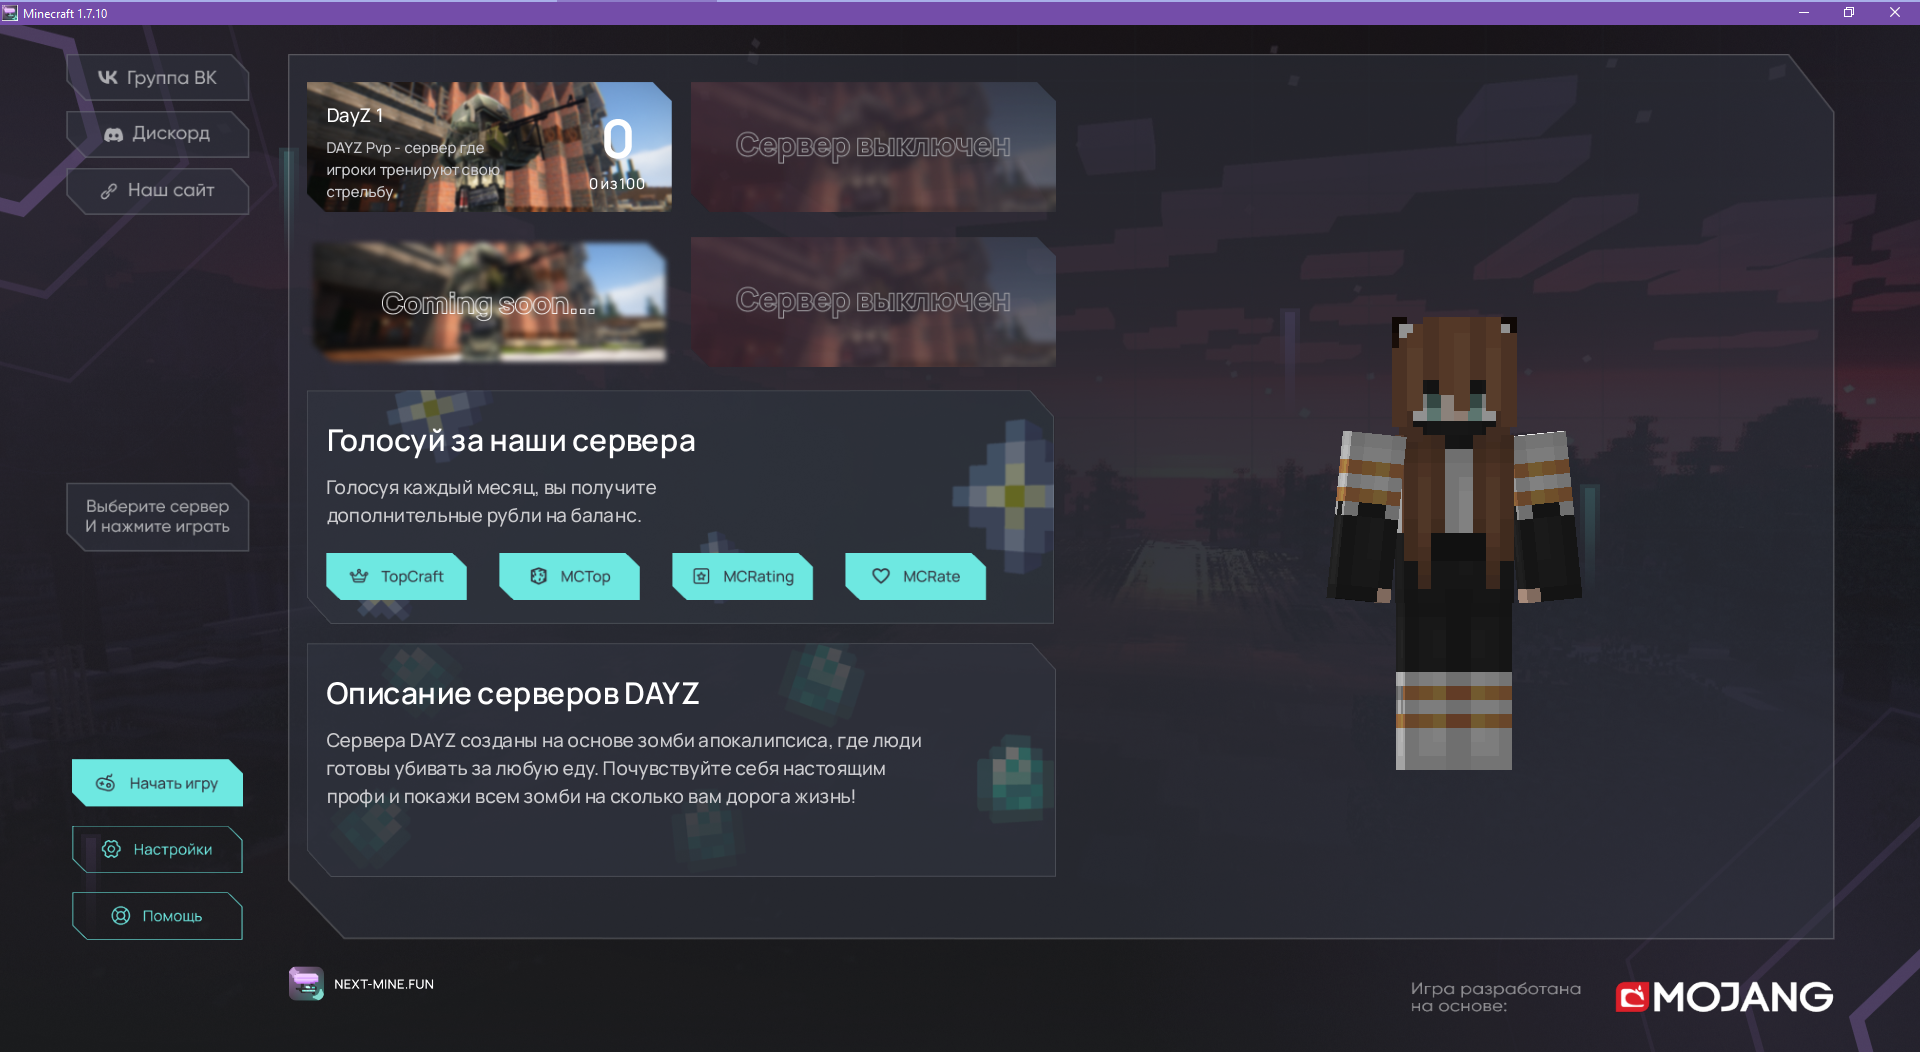 Minecraft 1.7.10
Группа ВК
Дискорд
Наш сайт
DayZ 1
DAYZ Pvp - сервер где
игроки тренируют свою
стрельбу.
0
0 из 100
Сервер выключен
Coming soon...
Сервер выключен
Голосуй за наши сервера
Голосуя каждый месяц, вы получите
дополнительные рубли на баланс.
TopCraft
MCTop
MCRating
MCRate
Выберите сервер
И нажмите играть
Описание серверов DAYZ
Сервера DAYZ созданы на основе зомби апокалипсиса, где люди
готовы убивать за любую еду. Почувствуйте себя настоящим
профи и покажи всем зомби на сколько вам дорога жизнь!
Начать игру
Настройки
Помощь
NEXT-MINE.FUN
Игра разработана
на основе:
MOJANG